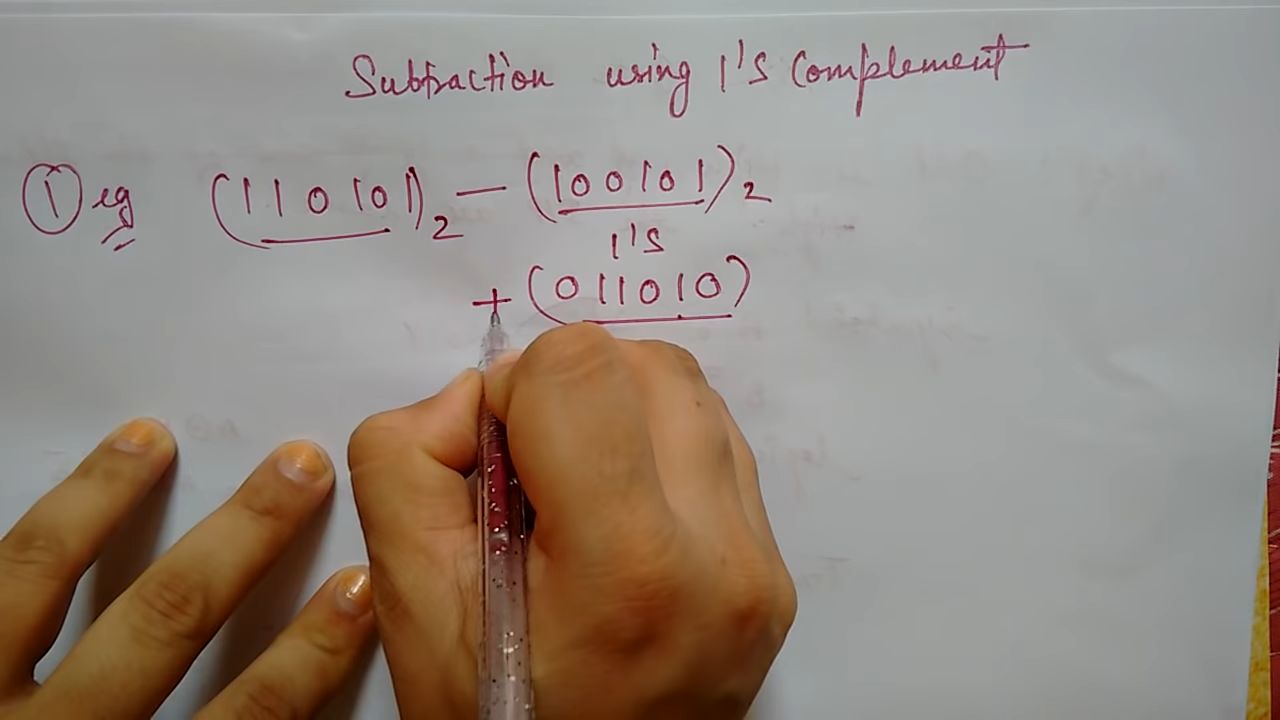 Subtraction using 1's Complement
1 eg (110101)2 − (100101)2
1's
+ (011010)